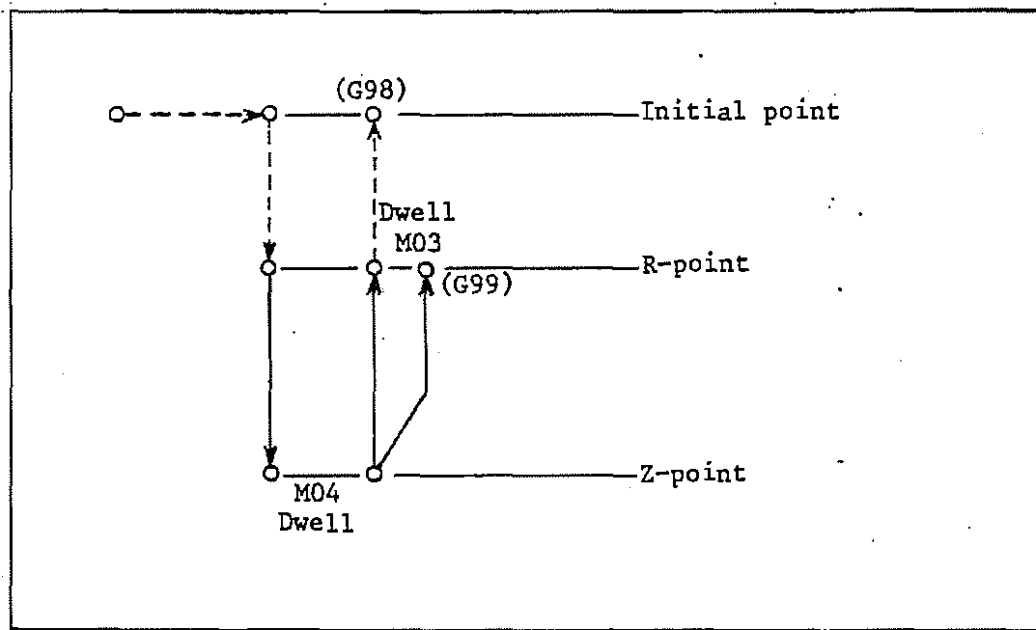 (G98)
Initial point
Dwell
M03
R-point
(G99)
Z-point
M04
Dwell